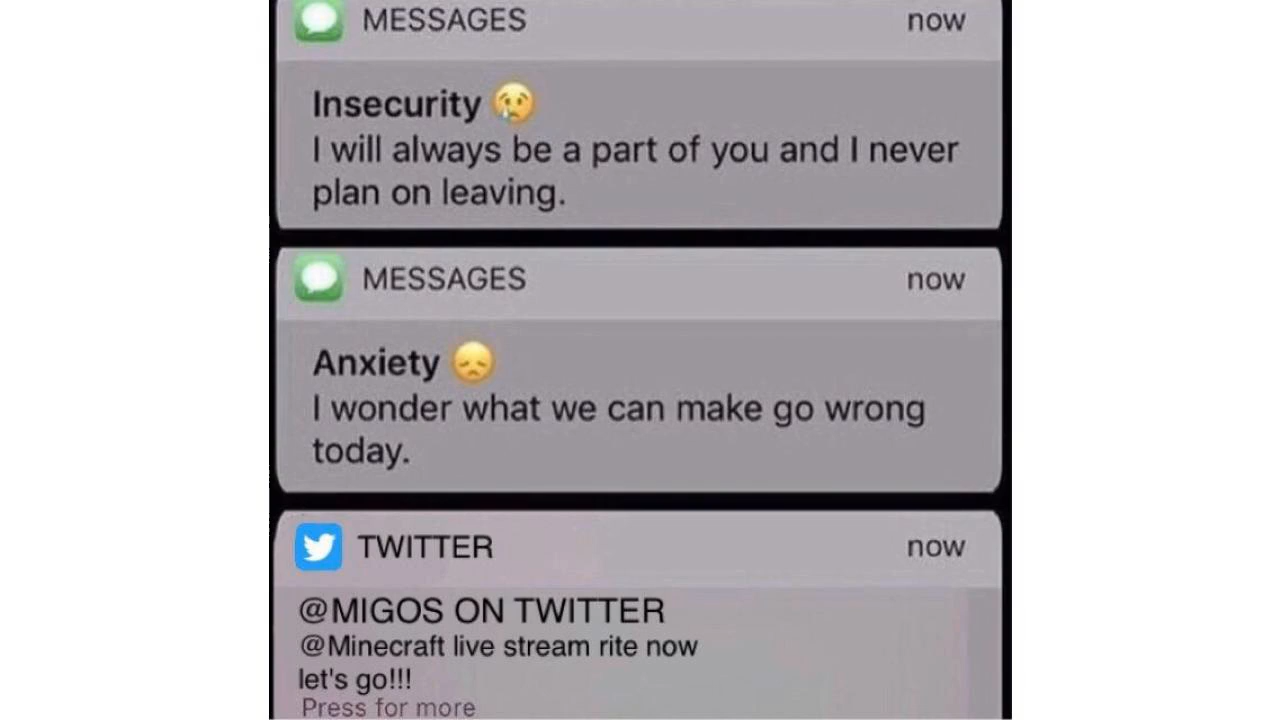 MESSAGES now
Insecurity 😢
I will always be a part of you and I never
plan on leaving.
MESSAGES now
Anxiety 😞
I wonder what we can make go wrong
today.
TWITTER now
@MIGOS ON TWITTER
@Minecraft live stream rite now
let's go!!!
Press for more